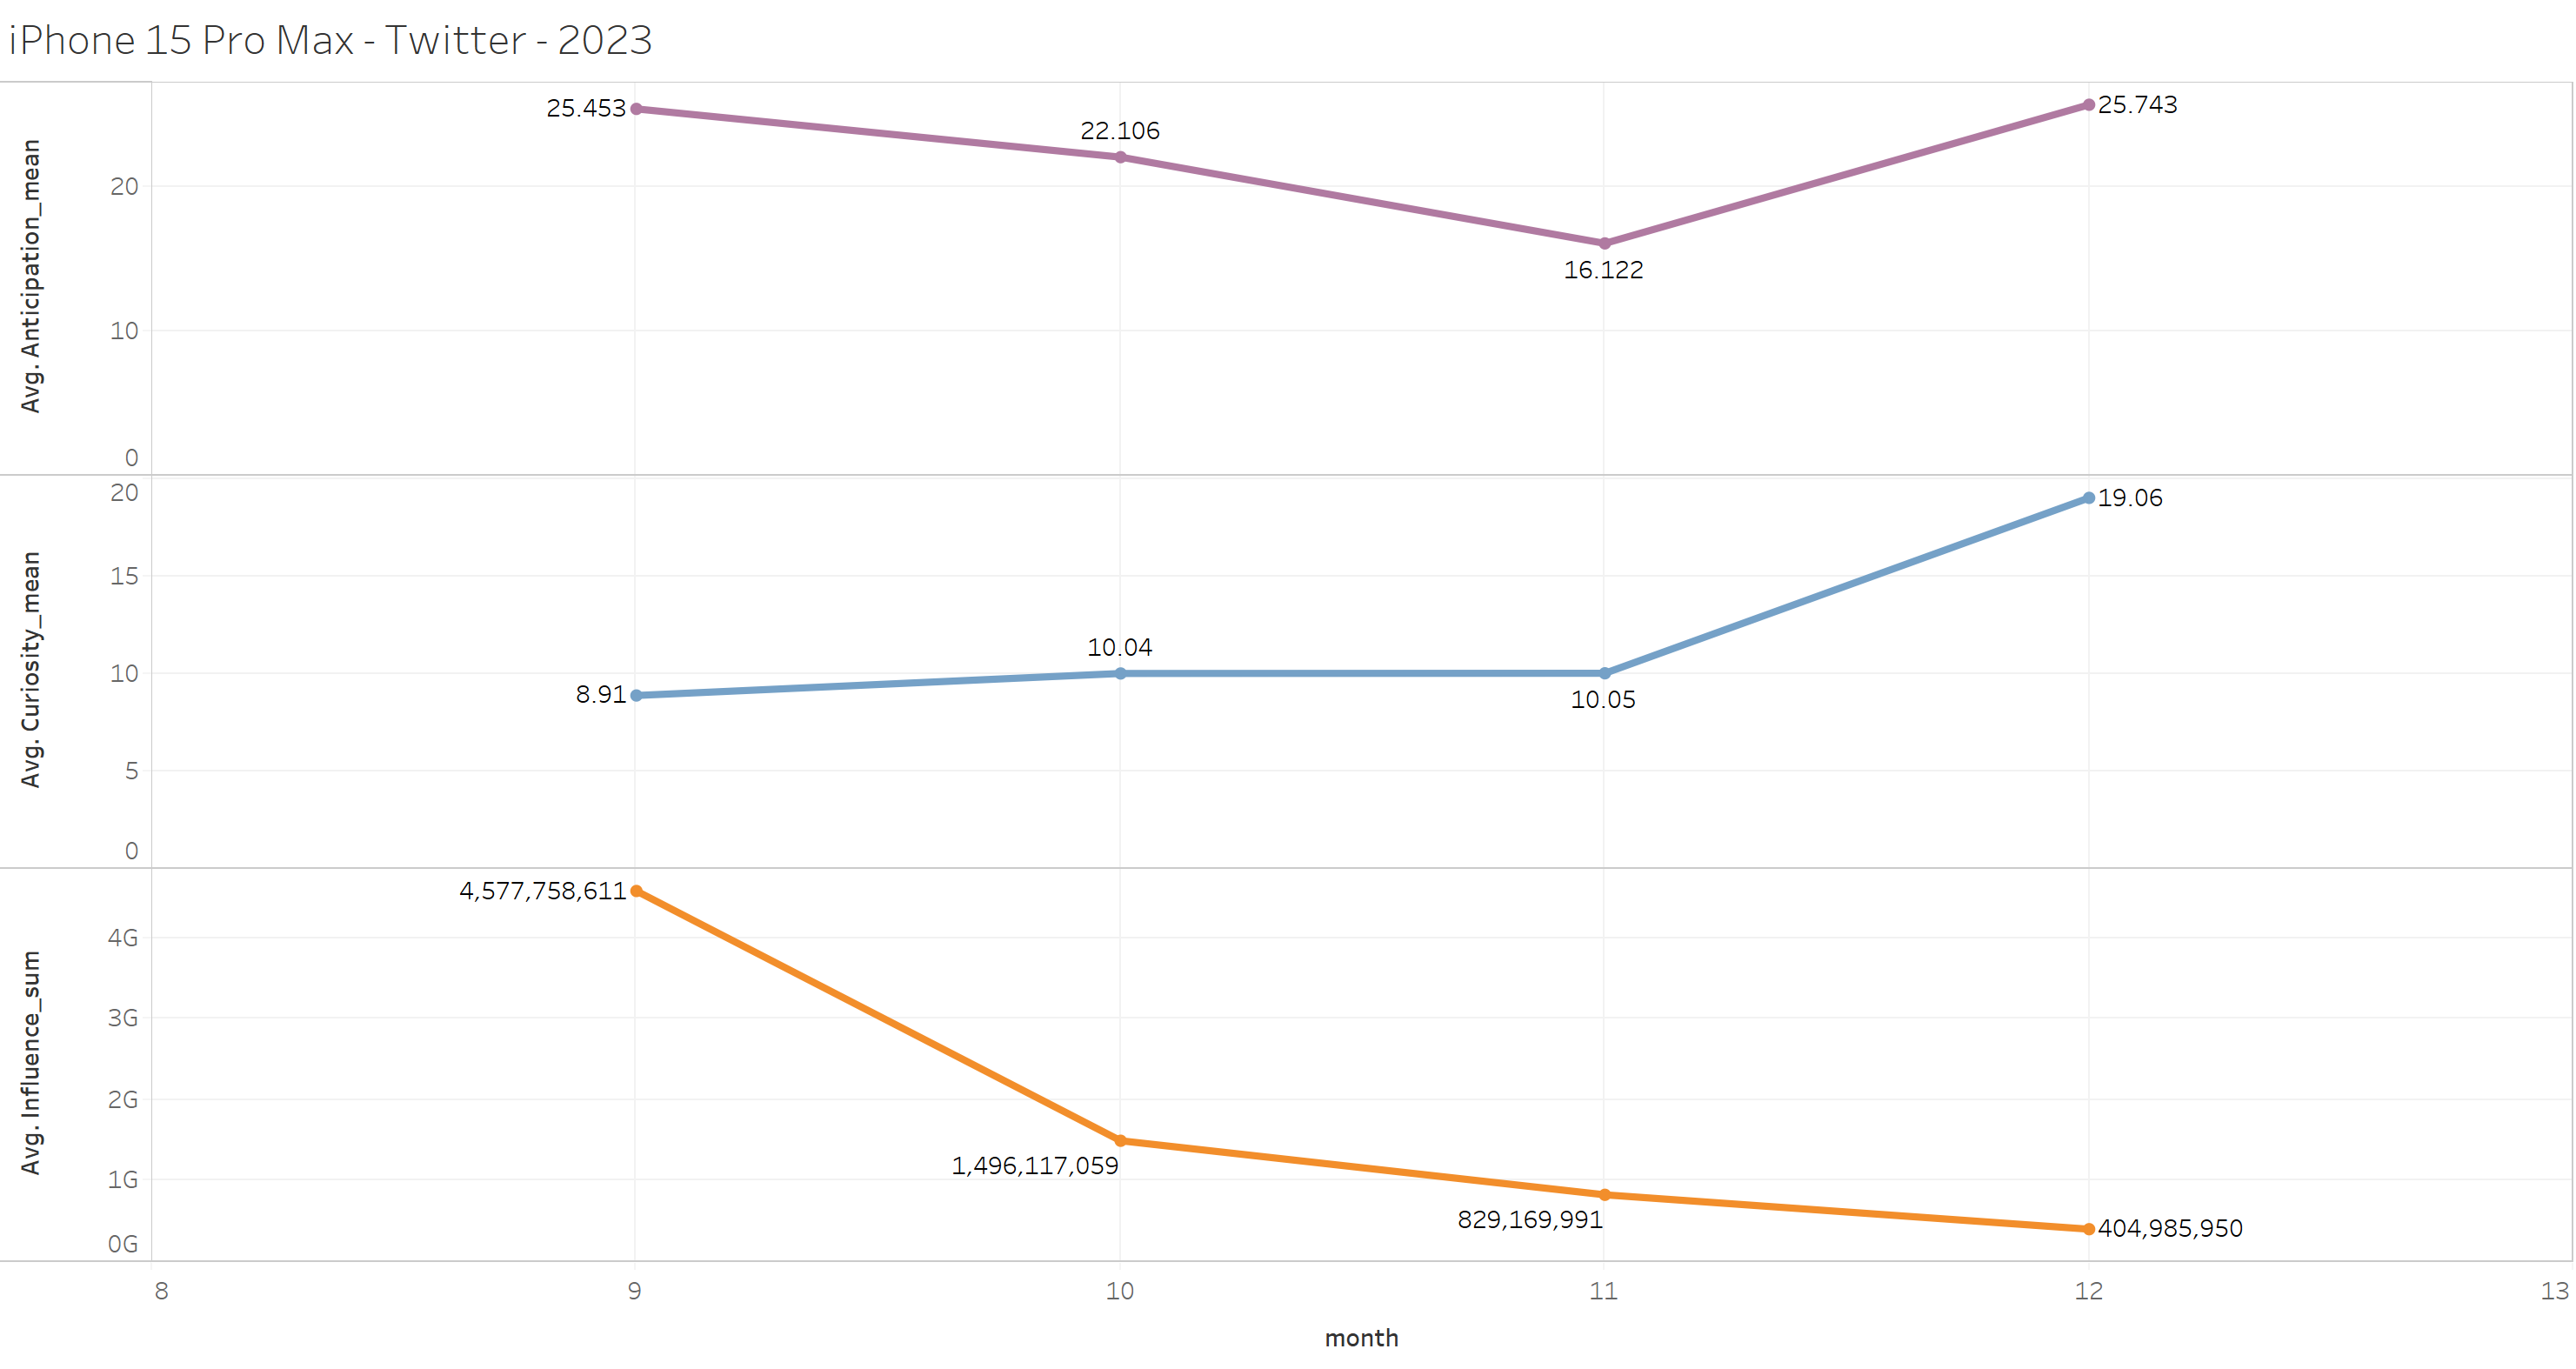 iPhone 15 Pro Max - Twitter - 2023
Avg. Anticipation_mean
20
10
0
25.453
22.106
16.122
25.743
Avg. Curiosity_mean
20
15
10
5
0
8.91
10.04
10.05
19.06
Avg. Influence_sum
4G
3G
2G
1G
0G
4,577,758,611
1,496,117,059
829,169,991
404,985,950
8 9 10 11 12 13
month